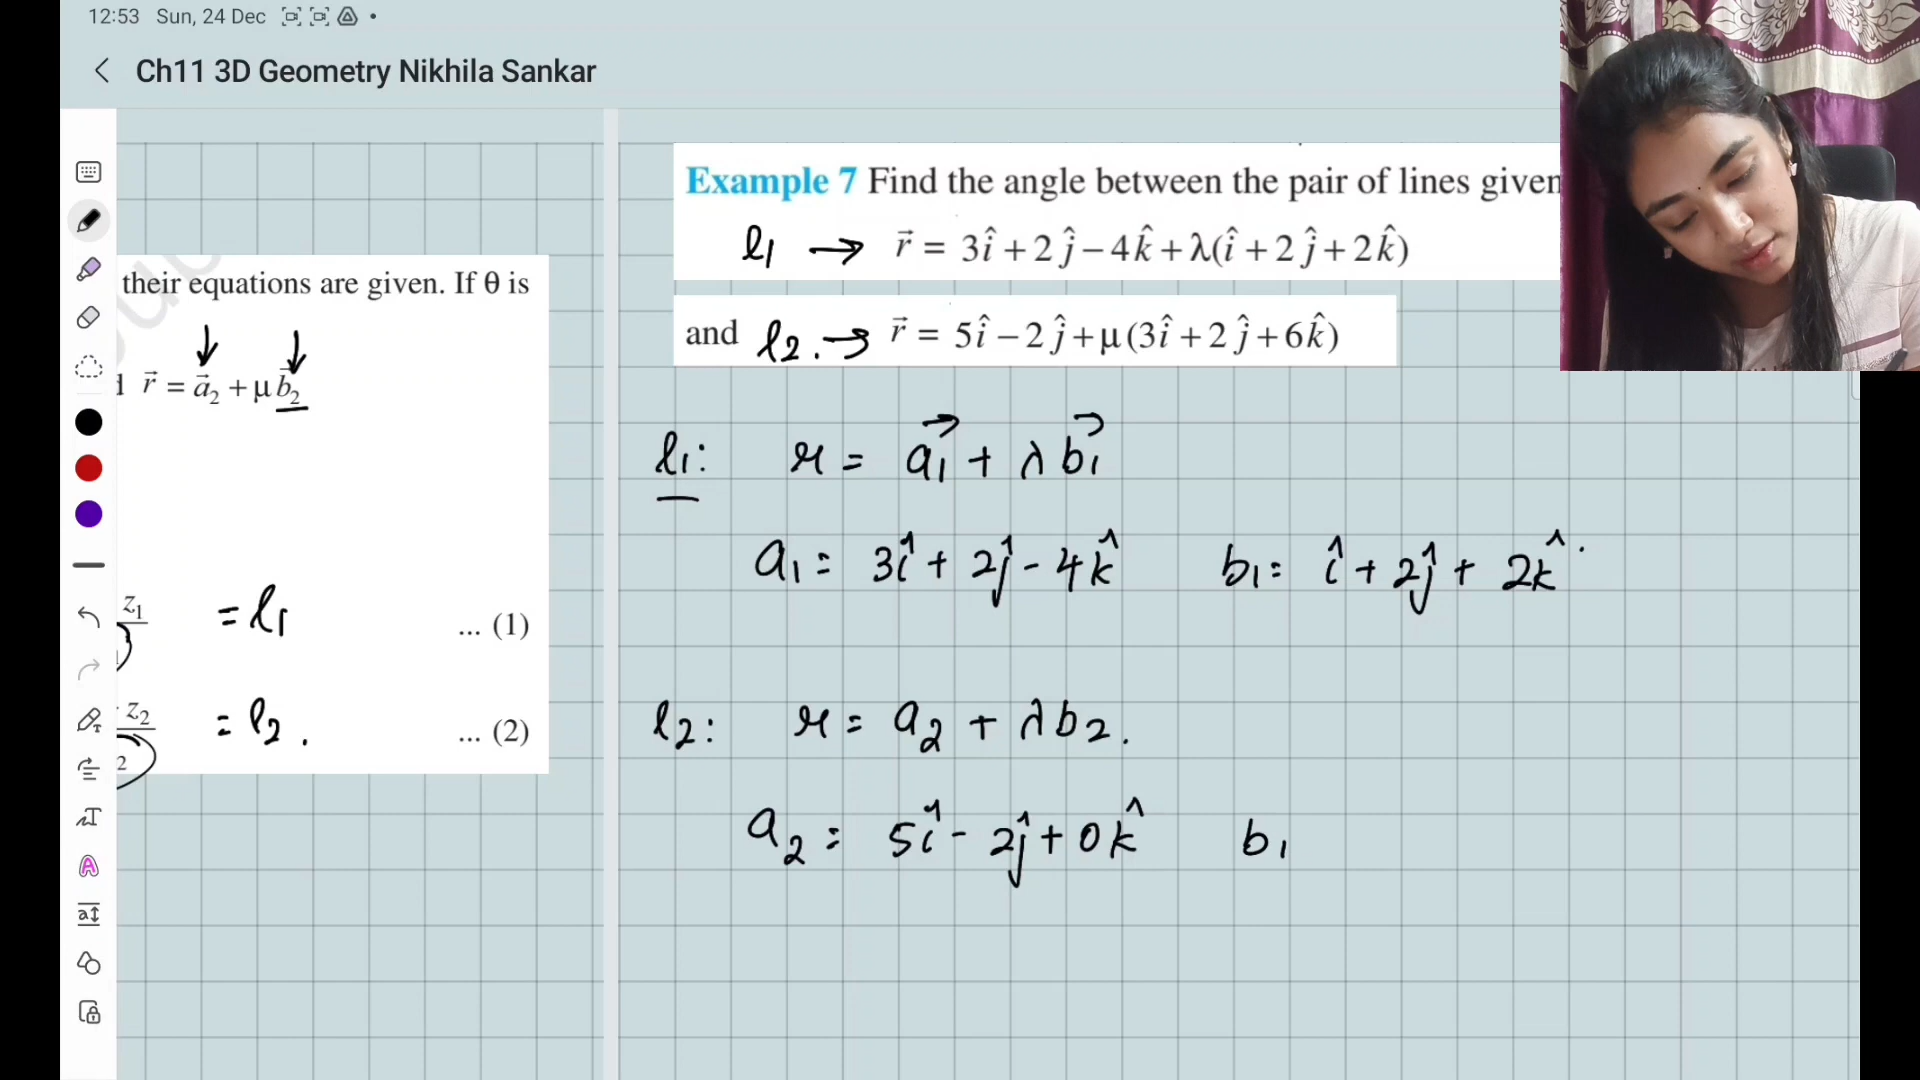 12:53 Sun, 24 Dec
Ch11 3D Geometry Nikhila Sankar
their equations are given. If θ is
r⃗ = a⃗₂ + μ b⃗₂
z₁ = l₁ ... (1)
z₂ = l₂. ... (2)
2
Example 7 Find the angle between the pair of lines given
l₁ → r⃗ = 3î + 2ĵ − 4k̂ + λ(î + 2ĵ + 2k̂)
and l₂. → r⃗ = 5î − 2ĵ + μ(3î + 2ĵ + 6k̂)
l₁: r = a⃗₁ + λ b⃗₁
a₁ = 3î + 2ĵ - 4k̂ b₁ = î + 2ĵ + 2k̂.
l₂: r = a₂ + λb₂.
a₂ = 5î - 2ĵ + 0k̂ b₁